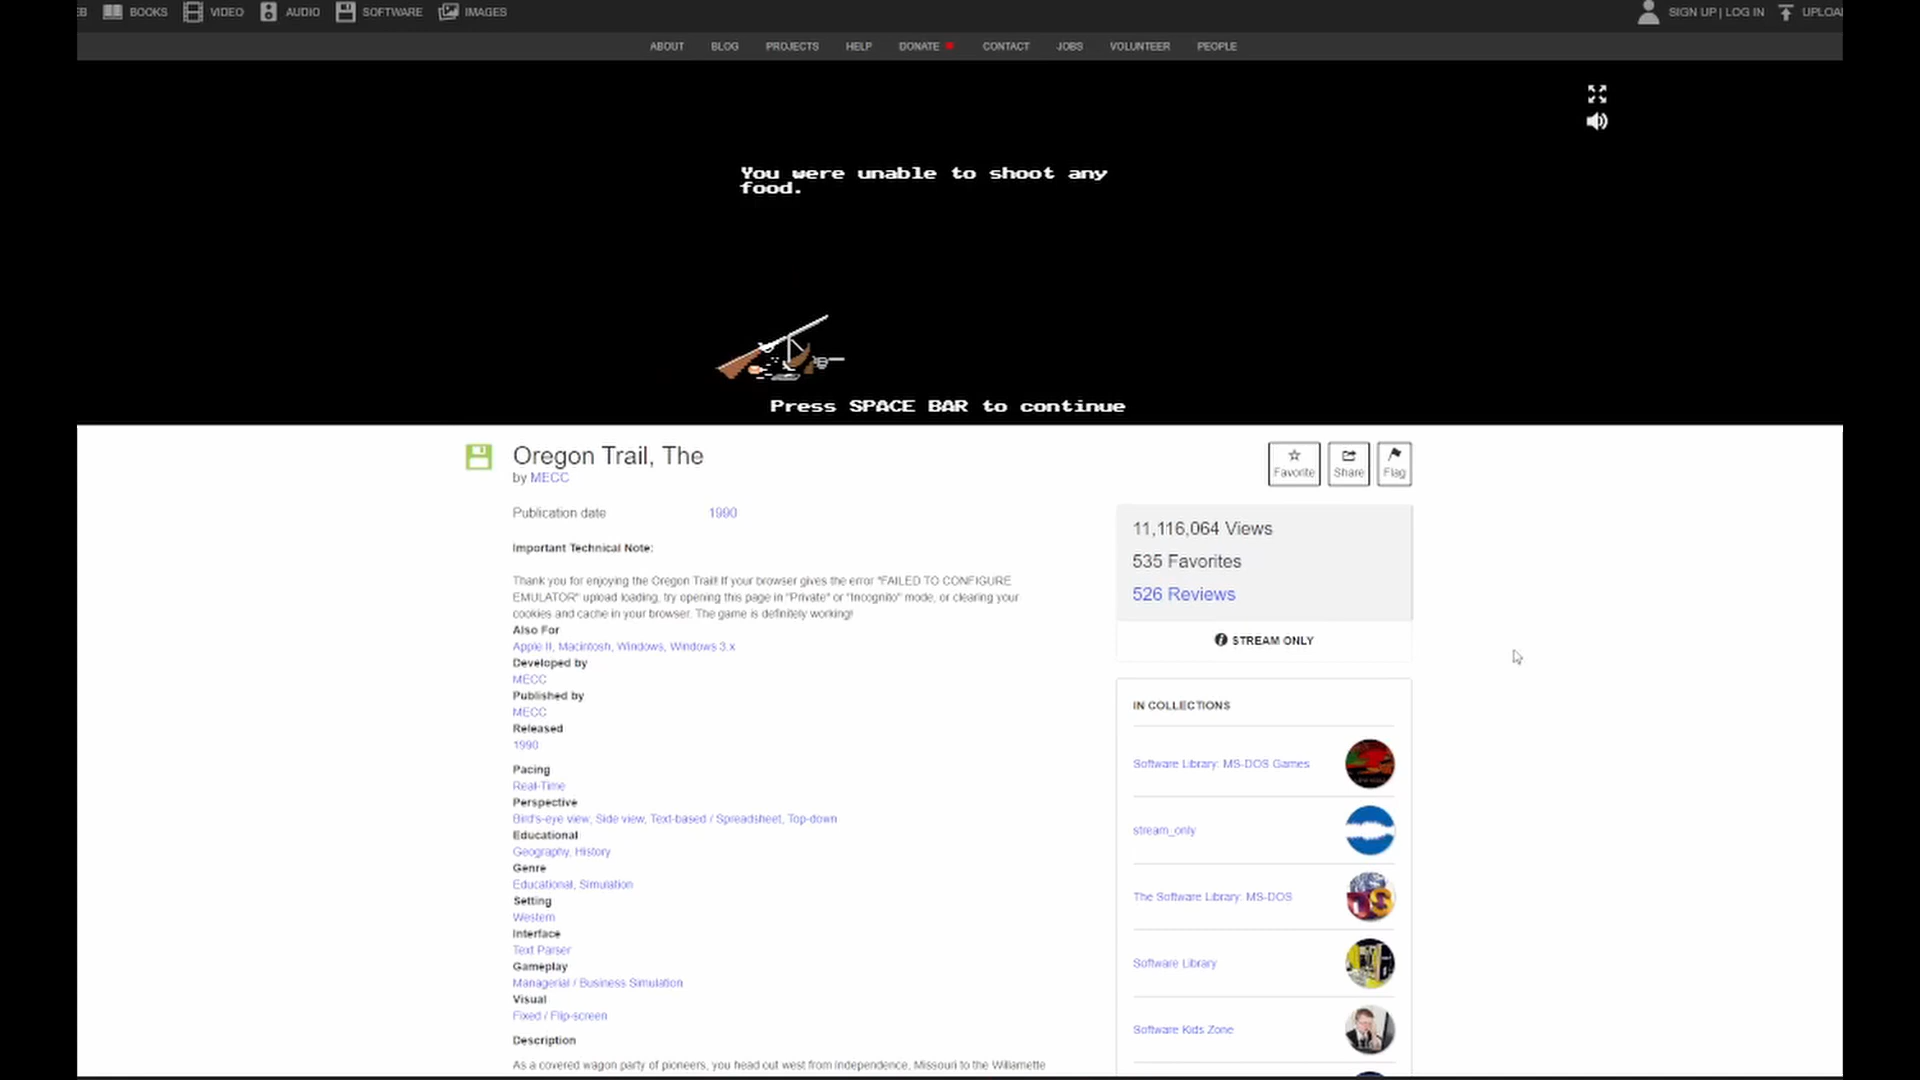 BOOKS VIDEO AUDIO SOFTWARE IMAGES SIGN UP | LOG IN
ABOUT BLOG PROJECTS HELP DONATE CONTACT JOBS VOLUNTEER PEOPLE
You were unable to shoot any
food.
Press SPACE BAR to continue
Oregon Trail, The
by MECC
Favorite Share Flag
Publication date 1990
Important Technical Note:
Thank you for enjoying the Oregon Trail! If your browser gives the error "FAILED TO CONFIGURE
EMULATOR" upload loading, try opening this page in "Private" or "Incognito" mode, or clearing your
cookies and cache in your browser. The game is definitely working!
Also For
Apple II, Macintosh, Windows, Windows 3.x
Developed by
MECC
Published by
MECC
Released
1990
Pacing
Real-Time
Perspective
Bird's-eye view, Side view, Text-based / Spreadsheet, Top-down
Educational
Geography, History
Genre
Educational, Simulation
Setting
Western
Interface
Text Parser
Gameplay
Managerial / Business Simulation
Visual
Fixed / Flip-screen
Description
As a covered wagon party of pioneers, you head out west from Independence, Missouri to the Willamette
11,116,064 Views
535 Favorites
526 Reviews
STREAM ONLY
IN COLLECTIONS
Software Library: MS-DOS Games
stream_only
The Software Library: MS-DOS
Software Library
Software Kids Zone